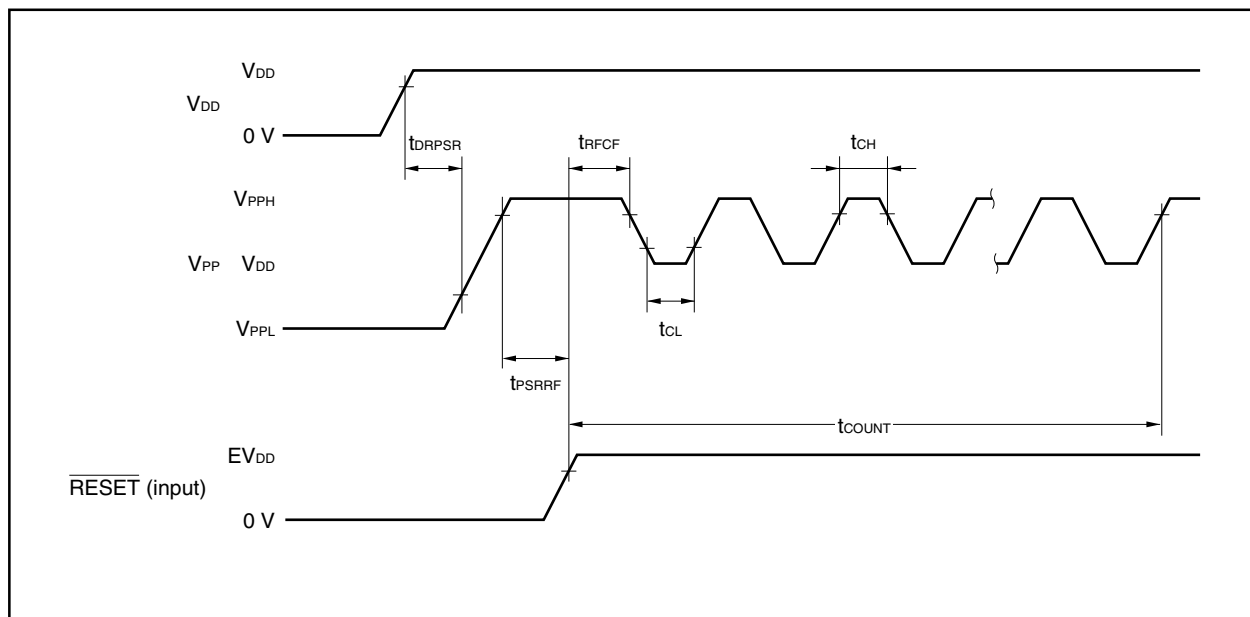 VDD
VDD
0 V
tDRPSR
tRFCF
tCH
VPPH
VPP VDD
VPPL
tCL
tPSRRF
tCOUNT
EVDD
RESET (input)
0 V